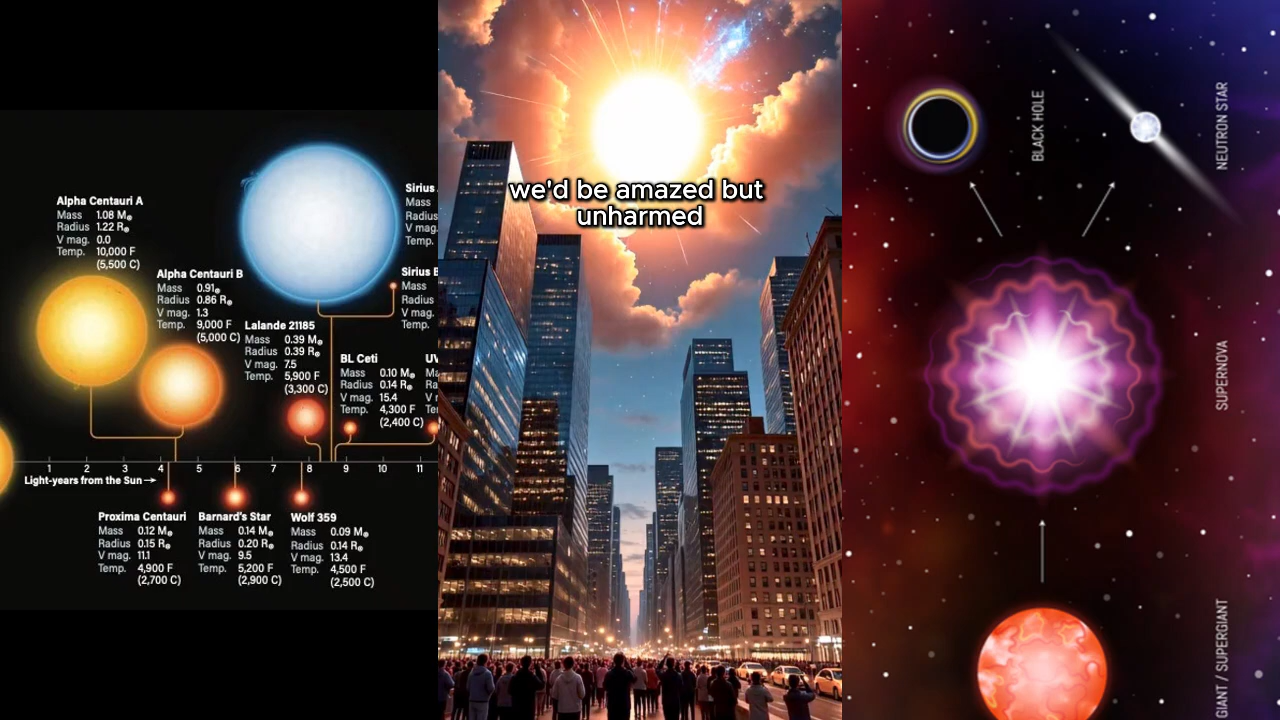 Alpha Centauri A
Mass 1.08 M⊙
Radius 1.22 R⊙
V mag. 0.0
Temp. 10,000 F
(5,500 C)
Alpha Centauri B
Mass 0.91⊙
Radius 0.86 R⊙
V mag. 1.3
Temp. 9,000 F
(5,000 C)
Lalande 21185
Mass 0.39 M⊙
Radius 0.39 R⊙
V mag. 7.5
Temp. 5,900 F
(3,300 C)
BL Ceti
Mass 0.10 M⊙
Radius 0.14 R⊙
V mag. 15.4
Temp. 4,300 F
(2,400 C)
Sirius
Mass
Radius
V mag.
Temp.
Sirius B
Mass
Radius
V mag.
Temp.
UV
1 2 3 4 5 6 7 8 9 10 11
Light-years from the Sun
Proxima Centauri
Mass 0.12 M⊙
Radius 0.15 R⊙
V mag. 11.1
Temp. 4,900 F
(2,700 C)
Barnard's Star
Mass 0.14 M⊙
Radius 0.20 R⊙
V mag. 9.5
Temp. 5,200 F
(2,900 C)
Wolf 359
Mass 0.09 M⊙
Radius 0.14 R⊙
V mag. 13.4
Temp. 4,500 F
(2,500 C)
we'd be amazed but
unharmed
BLACK HOLE
NEUTRON STAR
SUPERNOVA
GIANT / SUPERGIANT